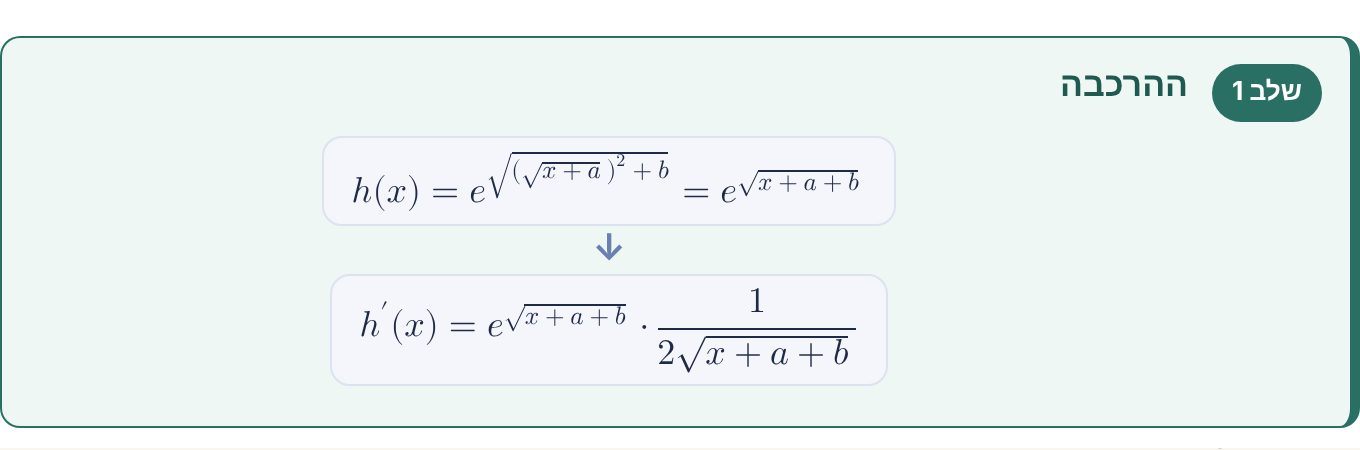 שלב 1 ההרכבה
h(x) = e^{\sqrt{(\sqrt{x+a})^2+b}} = e^{\sqrt{x+a+b}}
↓
h'(x) = e^{\sqrt{x+a+b}} \cdot \frac{1}{2\sqrt{x+a+b}}